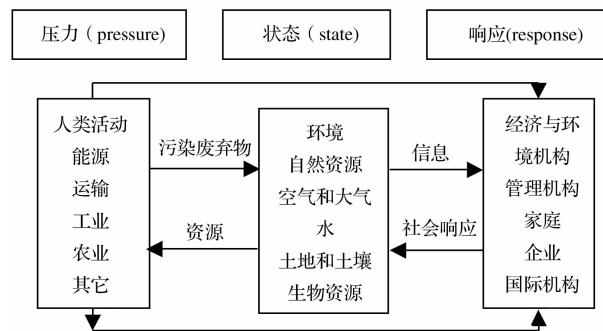 压力（pressure)
状态（state)
响应(response)
人类活动
能源
运输
工业
农业
其它
污染废弃物
资源
环境
自然资源
空气和大气
水
土地和土壤
生物资源
信息
社会响应
经济与环
境机构
管理机构
家庭
企业
国际机构